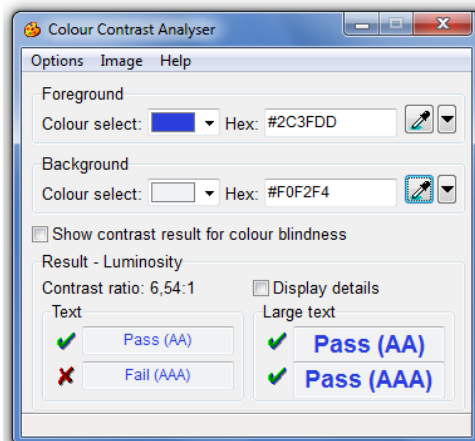 Colour Contrast Analyser
Options Image Help
Foreground
Colour select: Hex: #2C3FDD
Background
Colour select: Hex: #F0F2F4
Show contrast result for colour blindness
Result - Luminosity
Contrast ratio: 6,54:1 Display details
Text Large text
Pass (AA) Pass (AA)
Fail (AAA) Pass (AAA)